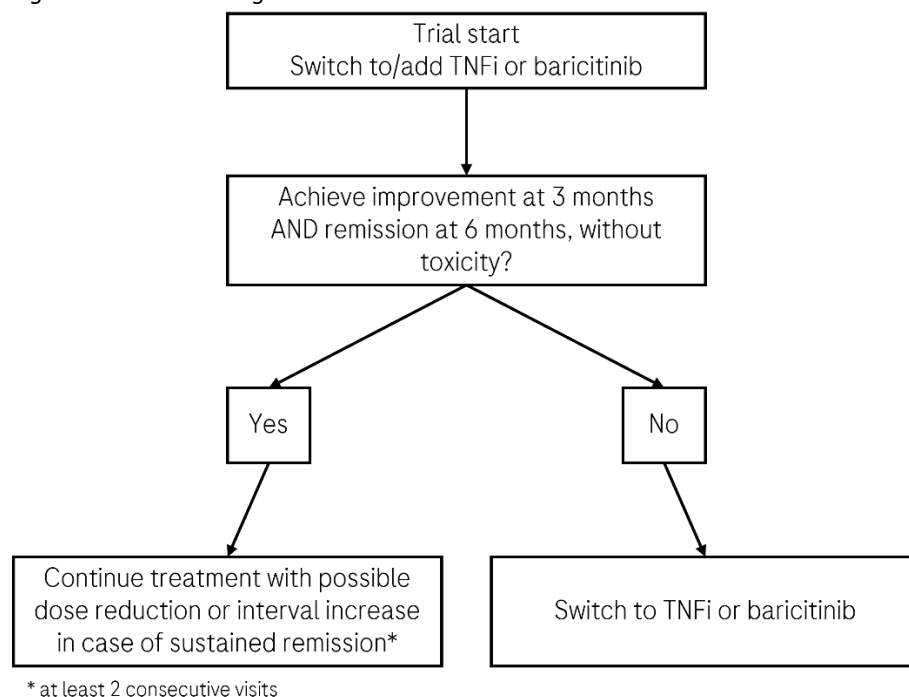 Trial start
Switch to/add TNFi or baricitinib
Achieve improvement at 3 months
AND remission at 6 months, without
toxicity?
Yes
No
Continue treatment with possible
dose reduction or interval increase
in case of sustained remission*
Switch to TNFi or baricitinib
* at least 2 consecutive visits